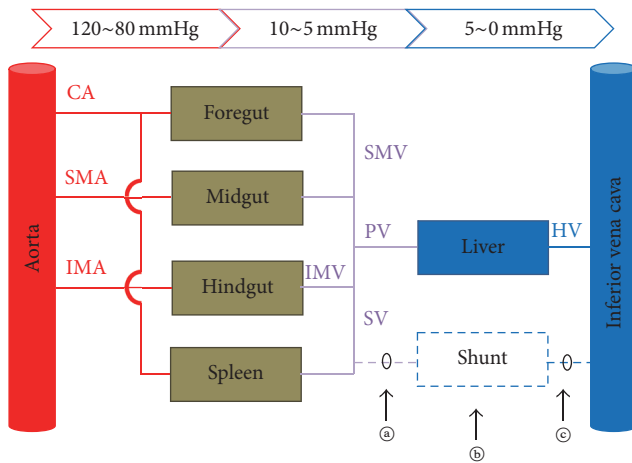 120~80 mmHg
10~5 mmHg
5~0 mmHg
CA
Foregut
SMV
SMA
Midgut
Aorta
PV
Liver
HV
Inferior vena cava
IMA
Hindgut
IMV
SV
Spleen
Shunt
ⓐ
ⓑ
ⓒ